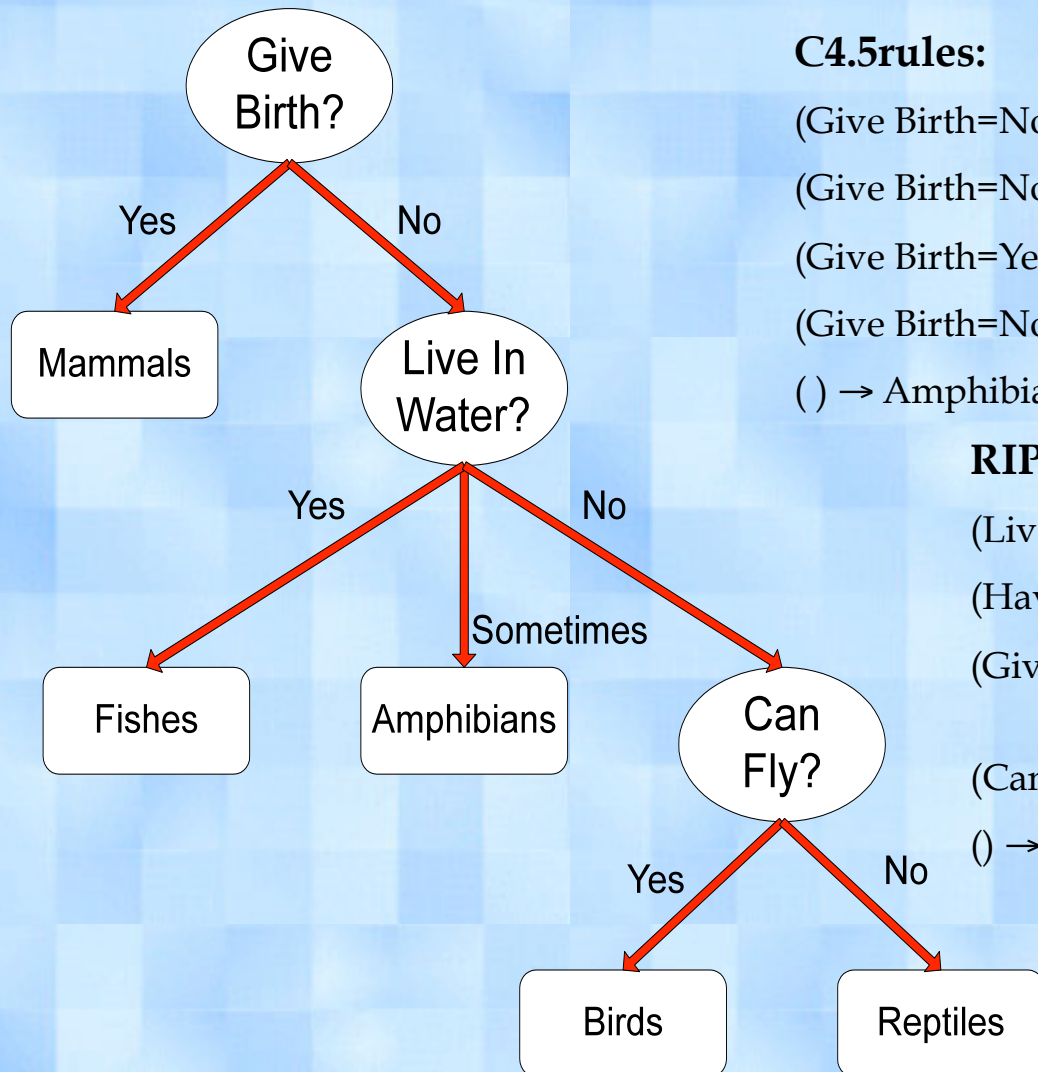 Give
Birth?
Yes
No
Mammals
Live In
Water?
Yes
Sometimes
No
Fishes
Amphibians
Can
Fly?
Yes
No
Birds
Reptiles
C4.5rules:
(Give Birth=No
(Give Birth=No
(Give Birth=Ye
(Give Birth=No
( ) → Amphibia
RIP
(Liv
(Hav
(Giv
(Can
() →